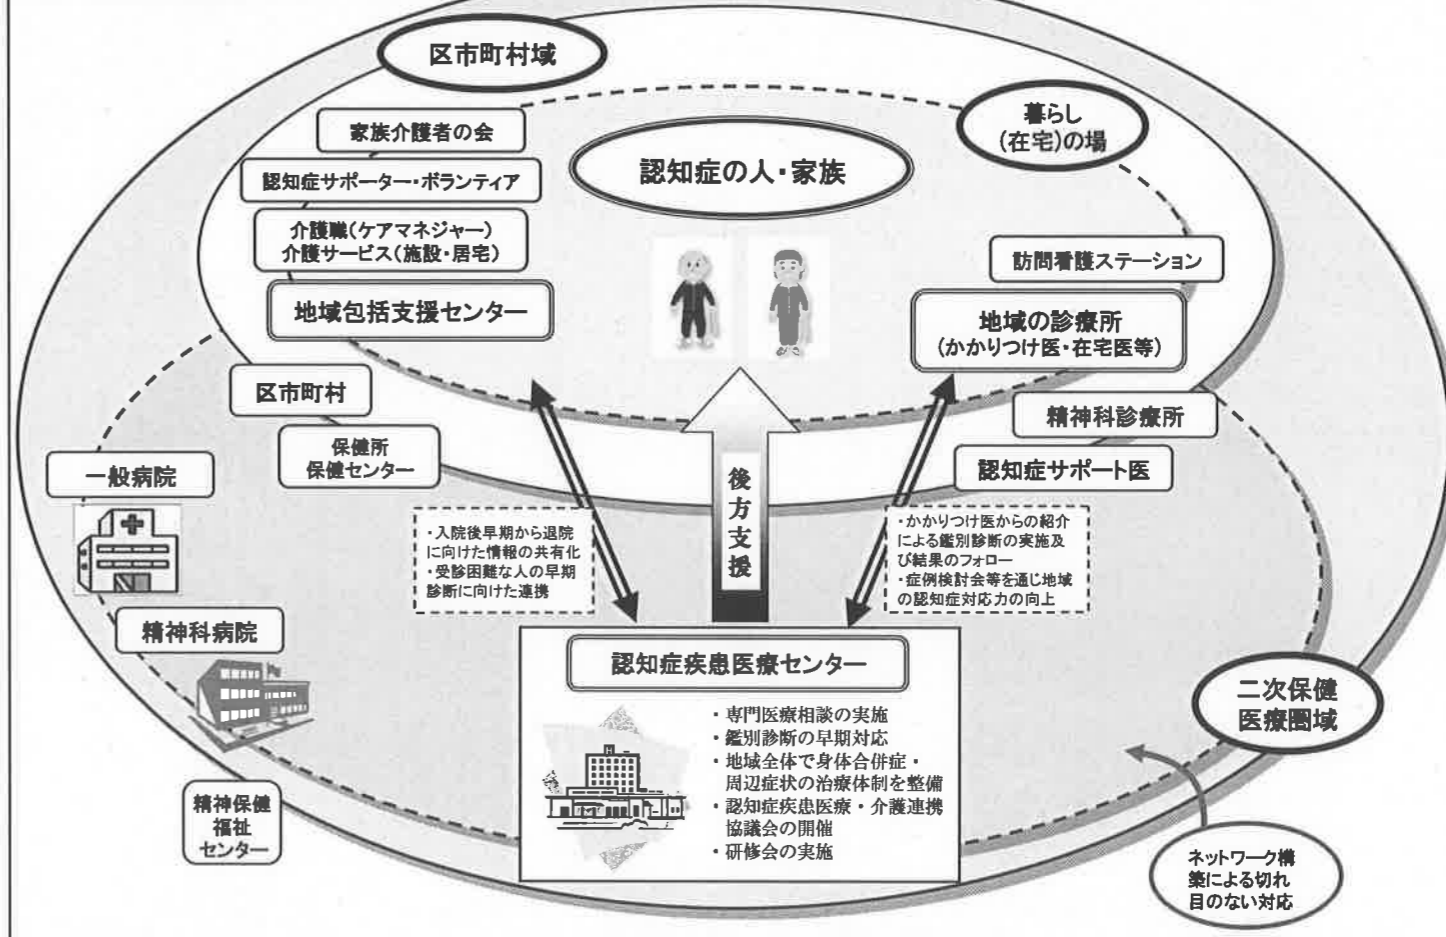 区市町村域
暮らし
(在宅)の場
家族介護者の会
認知症の人・家族
認知症サポーター・ボランティア
介護職(ケアマネジャー)
介護サービス(施設・居宅)
訪問看護ステーション
地域包括支援センター
地域の診療所
(かかりつけ医・在宅医等)
区市町村
精神科診療所
保健所
保健センター
認知症サポート医
一般病院
後方支援
・入院後早期から退院
に向けた情報の共有化
・受診困難な人の早期
診断に向けた連携
・かかりつけ医からの紹介
による鑑別診断の実施及
び結果のフォロー
・症例検討会等を通じ地域
の認知症対応力の向上
精神科病院
認知症疾患医療センター
・専門医療相談の実施
・鑑別診断の早期対応
・地域全体で身体合併症・
周辺症状の治療体制を整備
・認知症疾患医療・介護連携
協議会の開催
・研修会の実施
二次保健
医療圏域
精神保健
福祉
センター
ネットワーク構
築による切れ
目のない対応